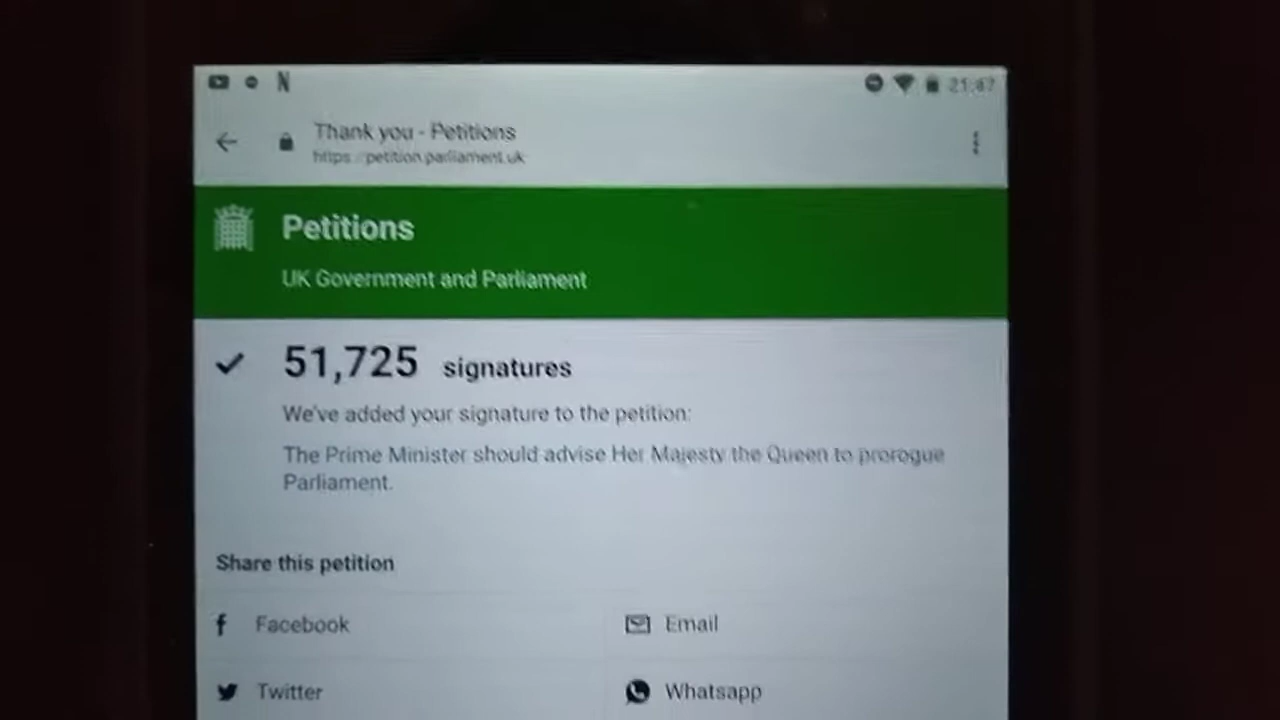 21:47
Thank you - Petitions
https://petition.parliament.uk
Petitions
UK Government and Parliament
51,725 signatures
We've added your signature to the petition:
The Prime Minister should advise Her Majesty the Queen to prorogue
Parliament.
Share this petition
Facebook
Email
Twitter
Whatsapp